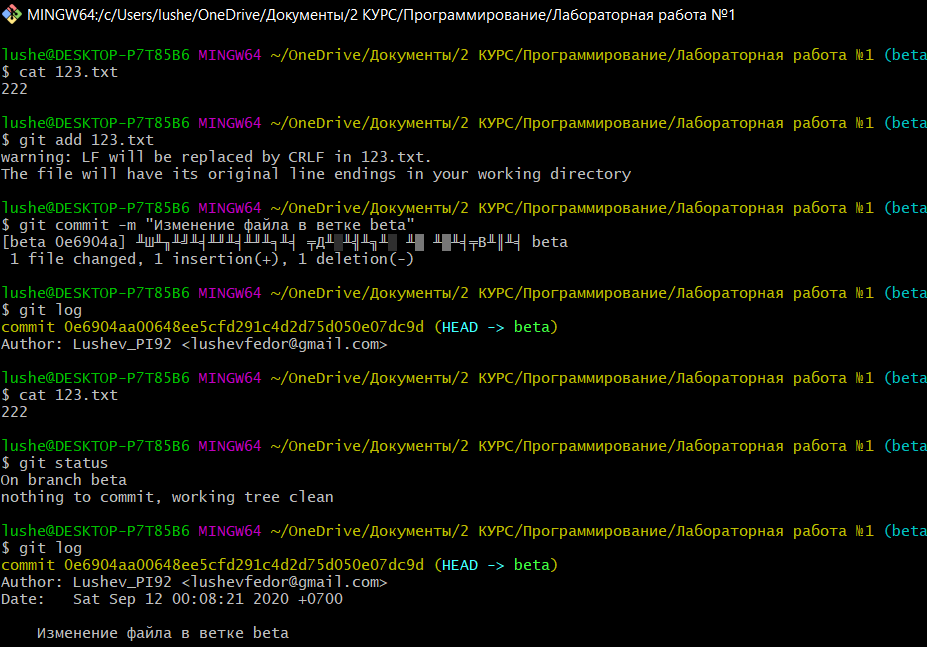 MINGW64:/c/Users/lushe/OneDrive/Документы/2 КУРС/Программирование/Лабораторная работа №1
lushe@DESKTOP-P7T85B6 MINGW64 ~/OneDrive/Документы/2 КУРС/Программирование/Лабораторная работа №1 (beta
$ cat 123.txt
222
lushe@DESKTOP-P7T85B6 MINGW64 ~/OneDrive/Документы/2 КУРС/Программирование/Лабораторная работа №1 (beta
$ git add 123.txt
warning: LF will be replaced by CRLF in 123.txt.
The file will have its original line endings in your working directory
lushe@DESKTOP-P7T85B6 MINGW64 ~/OneDrive/Документы/2 КУРС/Программирование/Лабораторная работа №1 (beta
$ git commit -m "Изменение файла в ветке beta"
[beta 0e6904a] beta
1 file changed, 1 insertion(+), 1 deletion(-)
lushe@DESKTOP-P7T85B6 MINGW64 ~/OneDrive/Документы/2 КУРС/Программирование/Лабораторная работа №1 (beta
$ git log
commit 0e6904aa00648ee5cfd291c4d2d75d050e07dc9d (HEAD -> beta)
Author: Lushev_PI92 <lushevfedor@gmail.com>
lushe@DESKTOP-P7T85B6 MINGW64 ~/OneDrive/Документы/2 КУРС/Программирование/Лабораторная работа №1 (beta
$ cat 123.txt
222
lushe@DESKTOP-P7T85B6 MINGW64 ~/OneDrive/Документы/2 КУРС/Программирование/Лабораторная работа №1 (beta
$ git status
On branch beta
nothing to commit, working tree clean
lushe@DESKTOP-P7T85B6 MINGW64 ~/OneDrive/Документы/2 КУРС/Программирование/Лабораторная работа №1 (beta
$ git log
commit 0e6904aa00648ee5cfd291c4d2d75d050e07dc9d (HEAD -> beta)
Author: Lushev_PI92 <lushevfedor@gmail.com>
Date:   Sat Sep 12 00:08:21 2020 +0700
Изменение файла в ветке beta